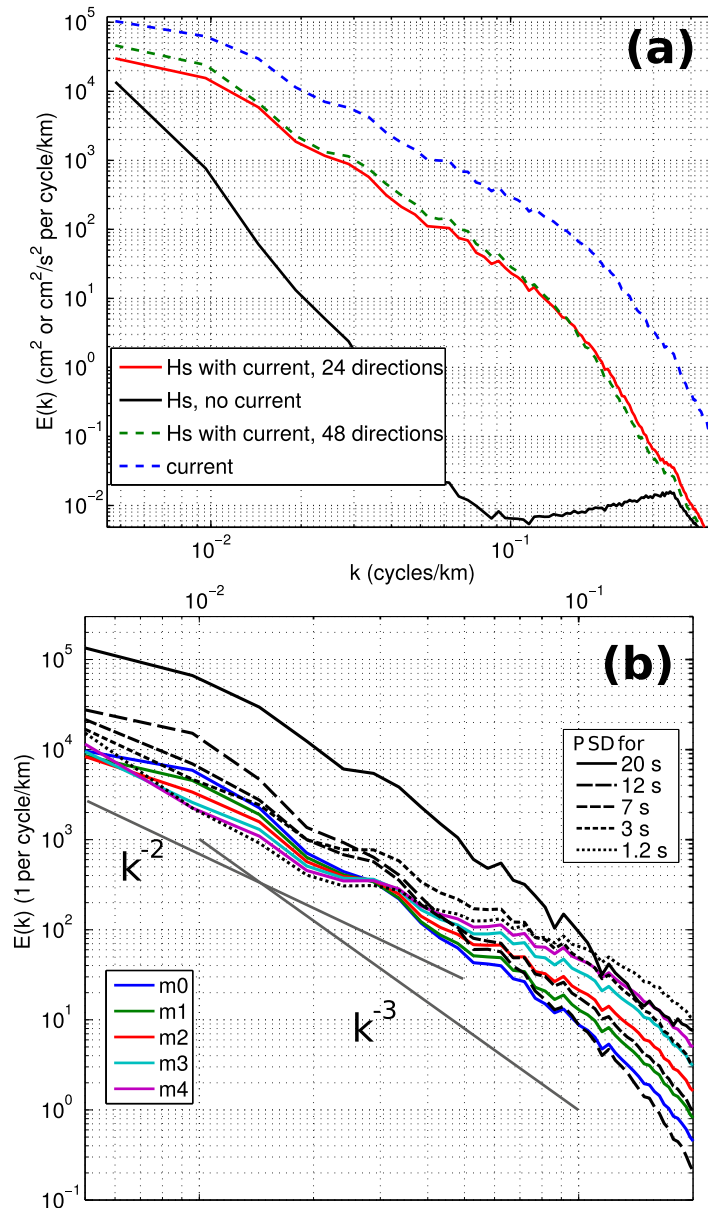 (a)
10^5
10^4
10^3
10^2
10^1
10^0
10^-1
10^-2
E(k) (cm^2 or cm^2/s^2 per cycle/km)
Hs with current, 24 directions
Hs, no current
Hs with current, 48 directions
current
10^-2 10^-1
k (cycles/km)
10^-2 10^-1
(b)
10^5
10^4
10^3
10^2
10^1
10^0
10^-1
E(k) (1 per cycle/km)
PSD for
20 s
12 s
7 s
3 s
1.2 s
k^-2
k^-3
m0
m1
m2
m3
m4